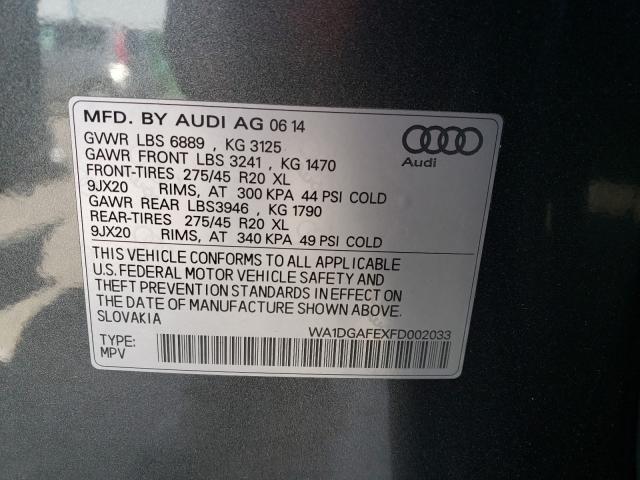 MFD. BY AUDI AG 06 14
GVWR LBS 6889 , KG 3125
GAWR FRONT LBS 3241 , KG 1470
FRONT-TIRES 275/45 R20 XL
9JX20 RIMS, AT 300 KPA 44 PSI COLD
GAWR REAR LBS3946 , KG 1790
REAR-TIRES 275/45 R20 XL
9JX20 RIMS, AT 340 KPA 49 PSI COLD
Audi
THIS VEHICLE CONFORMS TO ALL APPLICABLE
U.S. FEDERAL MOTOR VEHICLE SAFETY AND
THEFT PREVENTION STANDARDS IN EFFECT ON
THE DATE OF MANUFACTURE SHOWN ABOVE.
SLOVAKIA
WA1DGAFEXFD002033
TYPE:
MPV